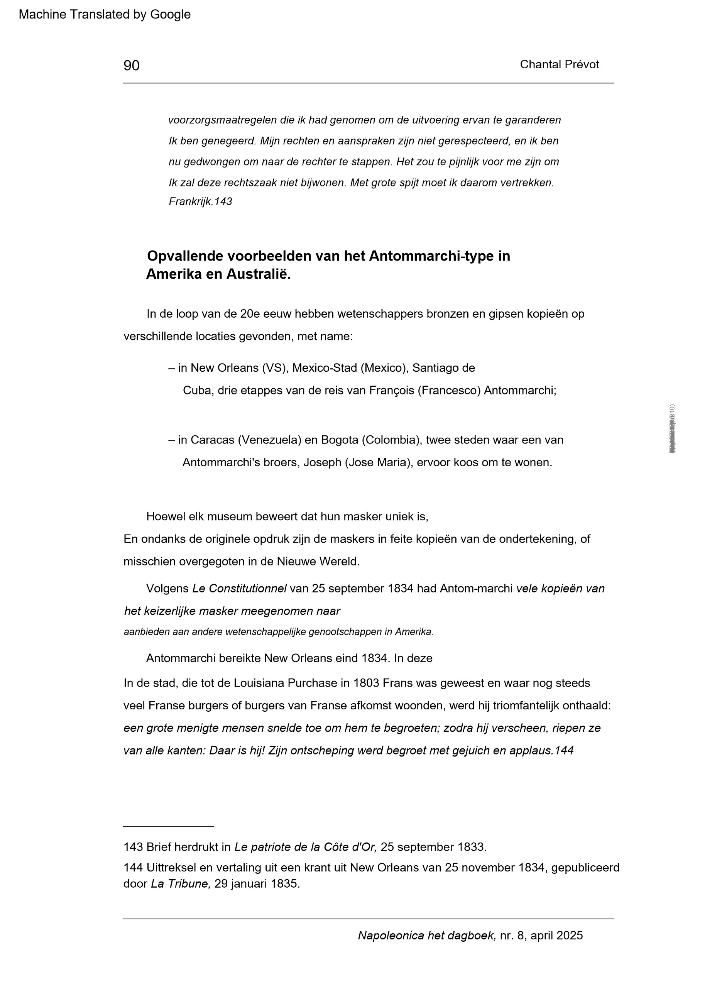 Machine Translated by Google
90
Chantal Prévot
voorzorgsmaatregelen die ik had genomen om de uitvoering ervan te garanderen
Ik ben genegeerd. Mijn rechten en aanspraken zijn niet gerespecteerd, en ik ben
nu gedwongen om naar de rechter te stappen. Het zou te pijnlijk voor me zijn om
Ik zal deze rechtszaak niet bijwonen. Met grote spijt moet ik daarom vertrekken.
Frankrijk.143
Opvallende voorbeelden van het Antommarchi-type in
Amerika en Australië.
In de loop van de 20e eeuw hebben wetenschappers bronzen en gipsen kopieën op
verschillende locaties gevonden, met name:
– in New Orleans (VS), Mexico-Stad (Mexico), Santiago de
Cuba, drie etappes van de reis van François (Francesco) Antommarchi;
– in Caracas (Venezuela) en Bogota (Colombia), twee steden waar een van
Antommarchi's broers, Joseph (Jose Maria), ervoor koos om te wonen.
Hoewel elk museum beweert dat hun masker uniek is,
En ondanks de originele opdruk zijn de maskers in feite kopieën van de ondertekening, of
misschien overgegoten in de Nieuwe Wereld.
Volgens Le Constitutionnel van 25 september 1834 had Antom-marchi vele kopieën van
het keizerlijke masker meegenomen naar
aanbieden aan andere wetenschappelijke genootschappen in Amerika.
Antommarchi bereikte New Orleans eind 1834. In deze
In de stad, die tot de Louisiana Purchase in 1803 Frans was geweest en waar nog steeds
veel Franse burgers of burgers van Franse afkomst woonden, werd hij triomfantelijk onthaald:
een grote menigte mensen snelde toe om hem te begroeten; zodra hij verscheen, riepen ze
van alle kanten: Daar is hij! Zijn ontscheping werd begroet met gejuich en applaus.144
143 Brief herdrukt in Le patriote de la Côte d'Or, 25 september 1833.
144 Uittreksel en vertaling uit een krant uit New Orleans van 25 november 1834, gepubliceerd
door La Tribune, 29 januari 1835.
Napoleonica het dagboek, nr. 8, april 2025